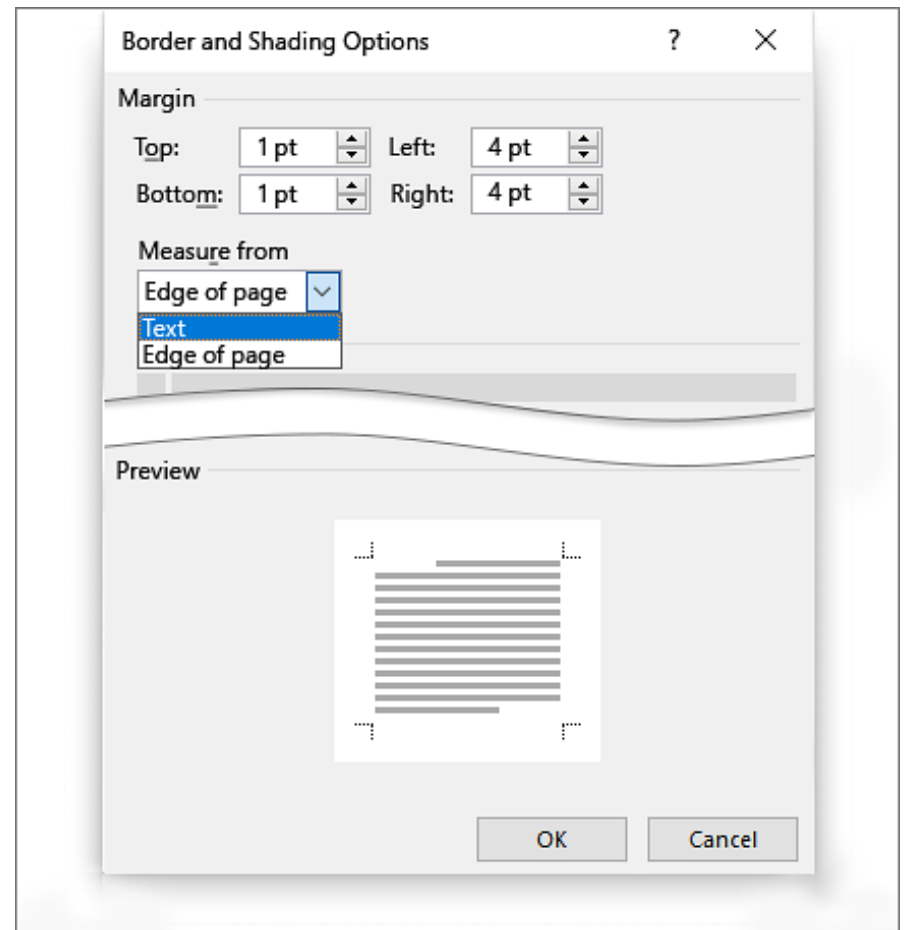 Border and Shading Options ?
Margin
Top: 1 pt Left: 4 pt
Bottom: 1 pt Right: 4 pt
Measure from
Edge of page
Text
Edge of page
Preview
OK Cancel